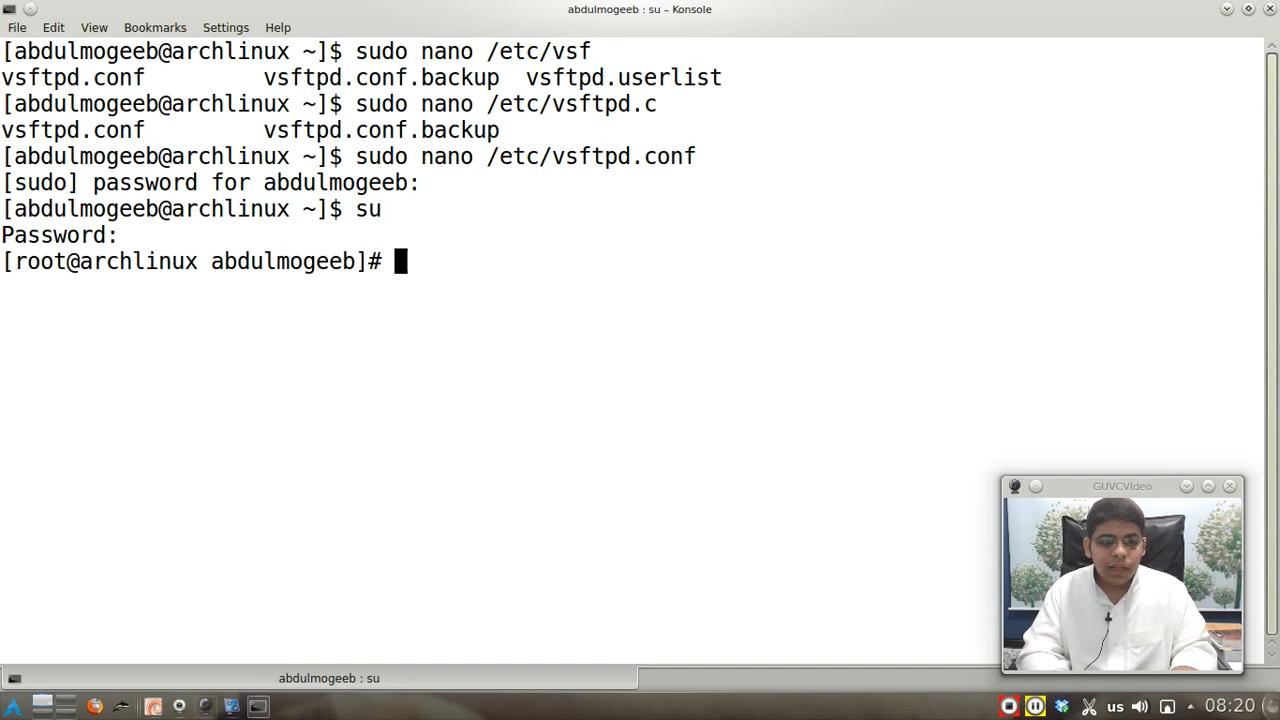 abdulmogeeb : su – Konsole
File Edit View Bookmarks Settings Help
[abdulmogeeb@archlinux ~]$ sudo nano /etc/vsf
vsftpd.conf vsftpd.conf.backup vsftpd.userlist
[abdulmogeeb@archlinux ~]$ sudo nano /etc/vsftpd.c
vsftpd.conf vsftpd.conf.backup
[abdulmogeeb@archlinux ~]$ sudo nano /etc/vsftpd.conf
[sudo] password for abdulmogeeb:
[abdulmogeeb@archlinux ~]$ su
Password:
[root@archlinux abdulmogeeb]#
GUVCVideo
abdulmogeeb : su
us 08:20